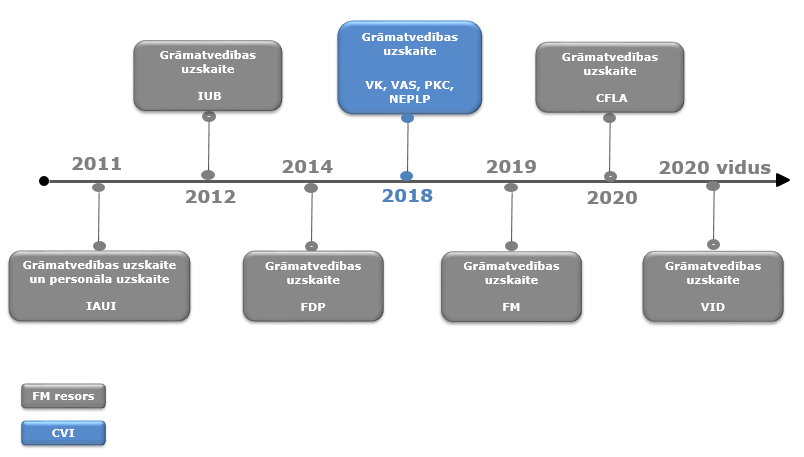 Grāmatvedības
uzskaite
IUB
Grāmatvedības
uzskaite
VK, VAS, PKC,
NEPLP
Grāmatvedības
uzskaite
CFLA
2011
2012
2014
2018
2019
2020
2020 vidus
Grāmatvedības uzskaite
un personāla uzskaite
IAUI
Grāmatvedības
uzskaite
FDP
Grāmatvedības
uzskaite
FM
Grāmatvedības
uzskaite
VID
FM resors
CVI